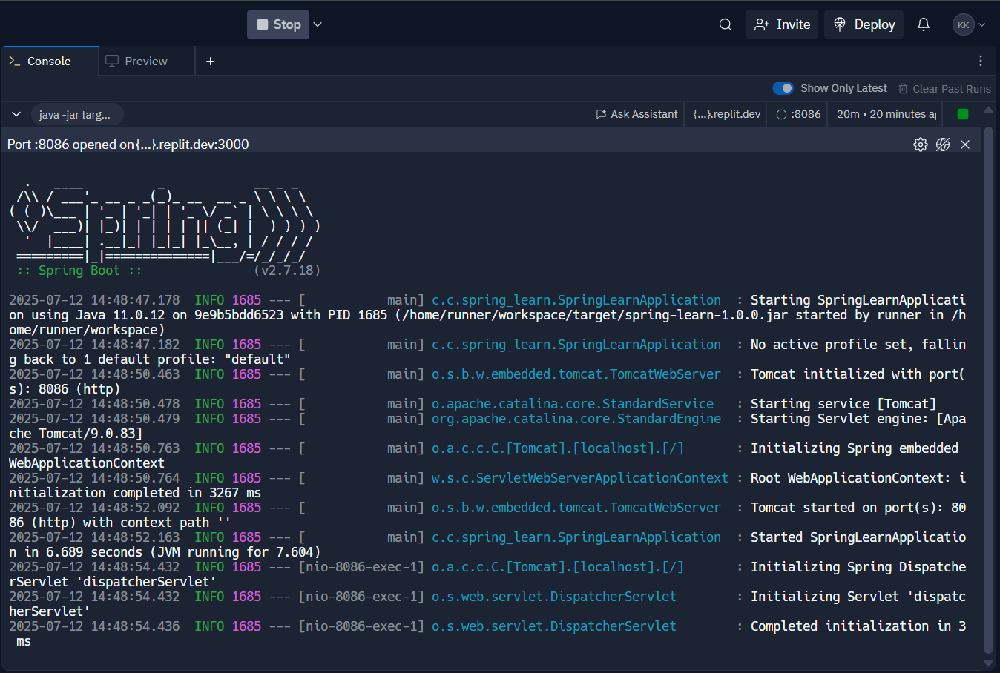 Stop
Invite
Deploy
KK
Console
Preview
+
Show Only Latest
Clear Past Runs
java -jar targ...
Ask Assistant
{...}.replit.dev
:8086
20m • 20 minutes ag
Port :8086 opened on {...}.replit.dev:3000
  .   ____          _            __ _ _
 /\\ / ___'_ __ _ _(_)_ __  __ _ \ \ \ \
( ( )\___ | '_ | '_| | '_ \/ _` | \ \ \ \
 \\/  ___)| |_)| | | | | || (_| |  ) ) ) )
  '  |____| .__|_| |_|_| |_\__, | / / / /
 =========|_|==============|___/=/_/_/_/
 :: Spring Boot ::               (v2.7.18)
2025-07-12 14:48:47.178  INFO 1685 --- [           main] c.c.spring_learn.SpringLearnApplication  : Starting SpringLearnApplicati
on using Java 11.0.12 on 9e9b5bdd6523 with PID 1685 (/home/runner/workspace/target/spring-learn-1.0.0.jar started by runner in /h
ome/runner/workspace)
2025-07-12 14:48:47.182  INFO 1685 --- [           main] c.c.spring_learn.SpringLearnApplication  : No active profile set, fallin
g back to 1 default profile: "default"
2025-07-12 14:48:50.463  INFO 1685 --- [           main] o.s.b.w.embedded.tomcat.TomcatWebServer  : Tomcat initialized with port(
s): 8086 (http)
2025-07-12 14:48:50.478  INFO 1685 --- [           main] o.apache.catalina.core.StandardService   : Starting service [Tomcat]
2025-07-12 14:48:50.479  INFO 1685 --- [           main] org.apache.catalina.core.StandardEngine  : Starting Servlet engine: [Apa
che Tomcat/9.0.83]
2025-07-12 14:48:50.763  INFO 1685 --- [           main] o.a.c.c.C.[Tomcat].[localhost].[/]       : Initializing Spring embedded
WebApplicationContext
2025-07-12 14:48:50.764  INFO 1685 --- [           main] w.s.c.ServletWebServerApplicationContext : Root WebApplicationContext: i
nitialization completed in 3267 ms
2025-07-12 14:48:52.092  INFO 1685 --- [           main] o.s.b.w.embedded.tomcat.TomcatWebServer  : Tomcat started on port(s): 80
86 (http) with context path ''
2025-07-12 14:48:52.163  INFO 1685 --- [           main] c.c.spring_learn.SpringLearnApplication  : Started SpringLearnApplicatio
n in 6.689 seconds (JVM running for 7.604)
2025-07-12 14:48:54.432  INFO 1685 --- [nio-8086-exec-1] o.a.c.c.C.[Tomcat].[localhost].[/]       : Initializing Spring Dispatche
rServlet 'dispatcherServlet'
2025-07-12 14:48:54.432  INFO 1685 --- [nio-8086-exec-1] o.s.web.servlet.DispatcherServlet        : Initializing Servlet 'dispatc
herServlet'
2025-07-12 14:48:54.436  INFO 1685 --- [nio-8086-exec-1] o.s.web.servlet.DispatcherServlet        : Completed initialization in 3
 ms